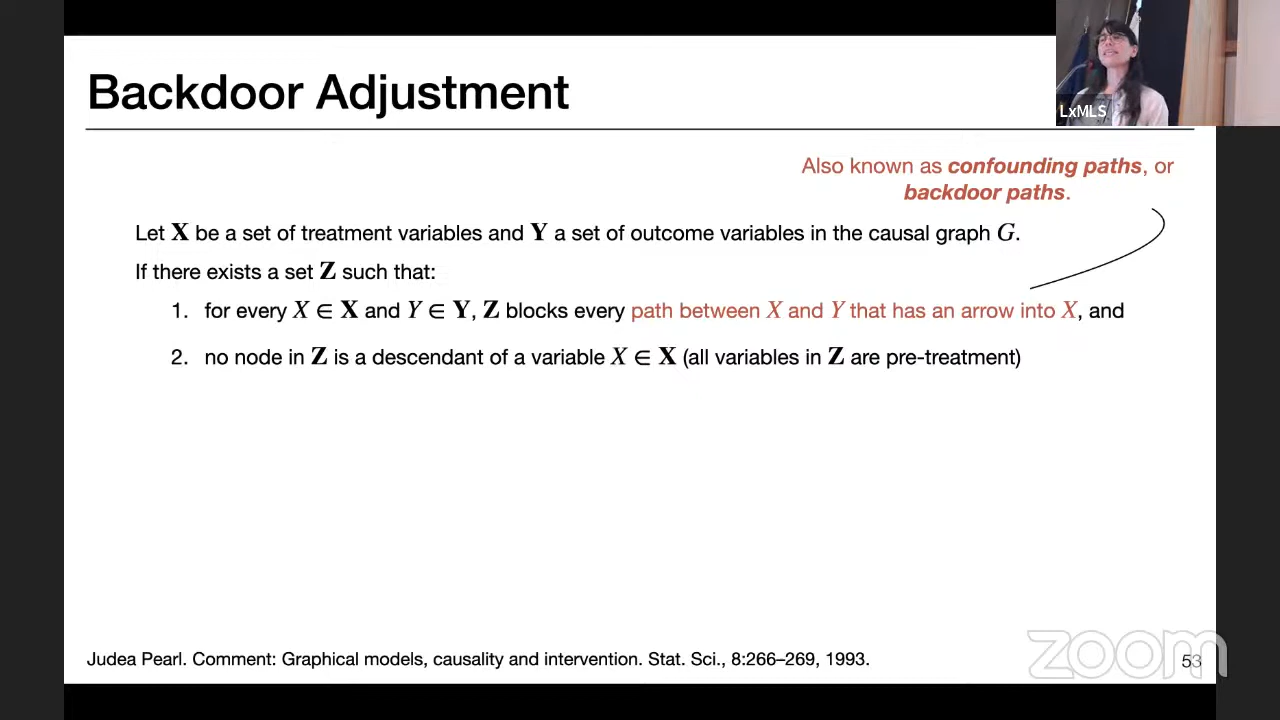 Backdoor Adjustment
LxMLS
Also known as confounding paths, or
backdoor paths.
Let X be a set of treatment variables and Y a set of outcome variables in the causal graph G.
If there exists a set Z such that:
1. for every X ∈ X and Y ∈ Y, Z blocks every path between X and Y that has an arrow into X, and
2. no node in Z is a descendant of a variable X ∈ X (all variables in Z are pre-treatment)
Judea Pearl. Comment: Graphical models, causality and intervention. Stat. Sci., 8:266–269, 1993.
zoom
53